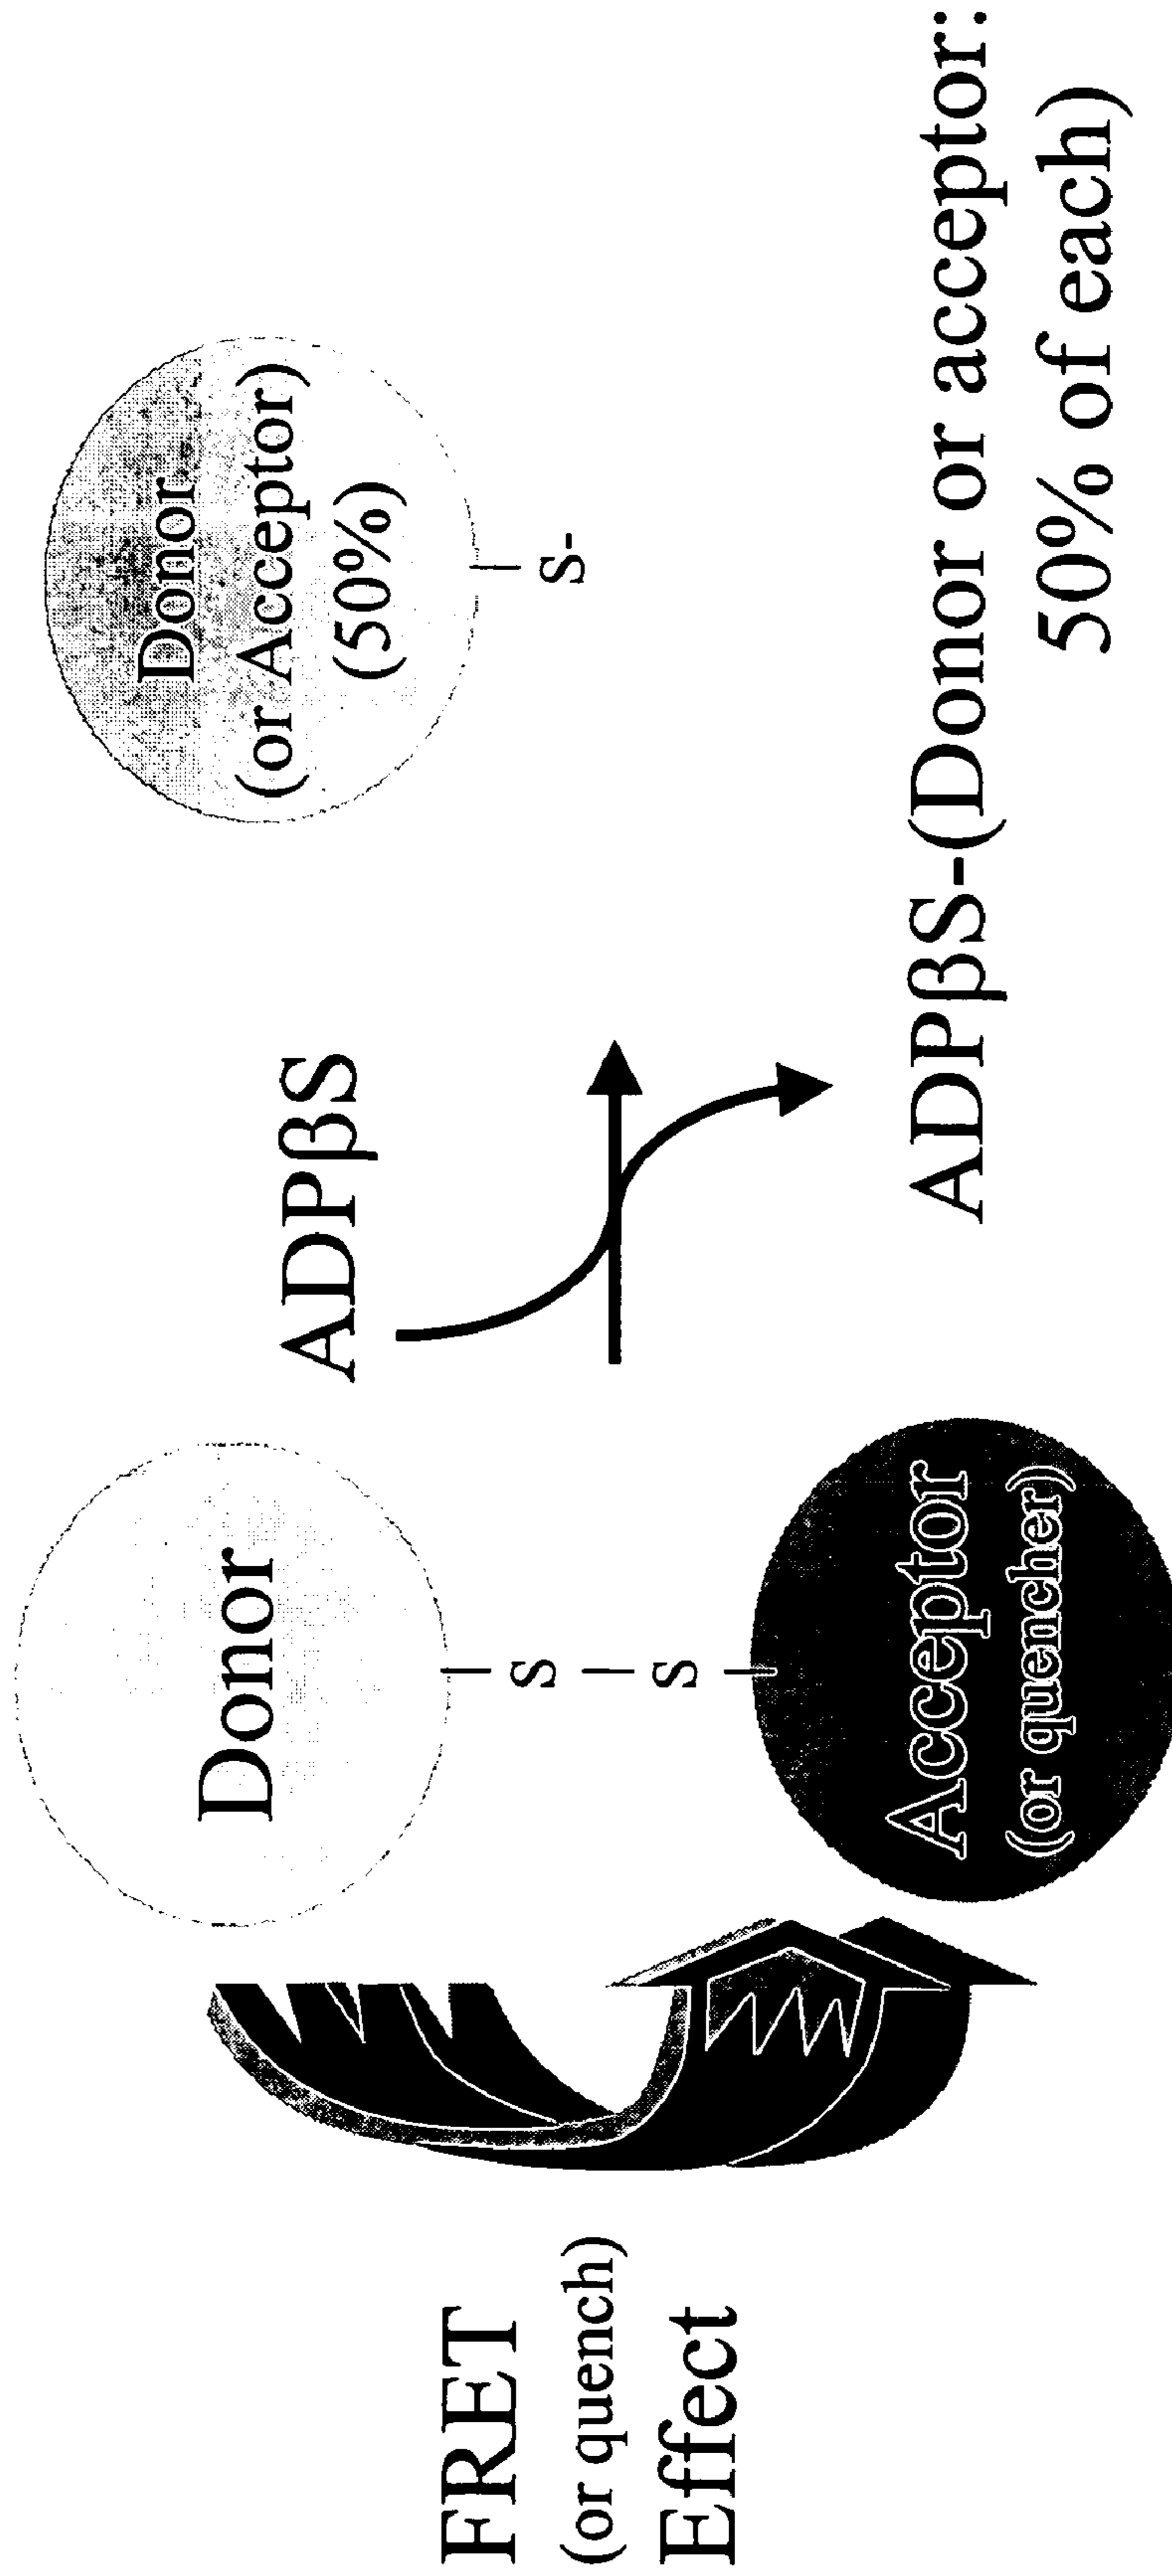 FRET
(or quench)
Effect
Donor
S
S
Acceptor
(or quencher)
ADPβS
Donor
(or Acceptor)
(50%)
S-
ADPβS-(Donor or acceptor:
50% of each)